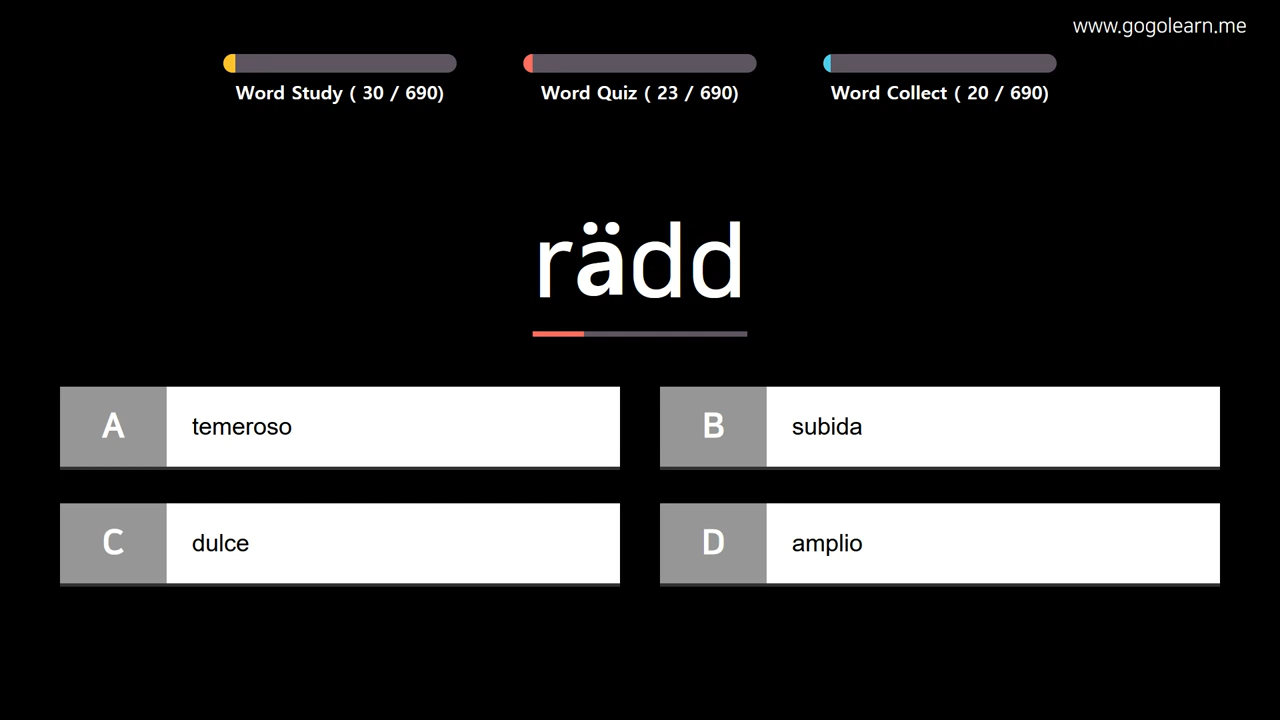 www.gogolearn.me
Word Study ( 30 / 690)
Word Quiz ( 23 / 690)
Word Collect ( 20 / 690)
rädd
A temeroso
B subida
C dulce
D amplio